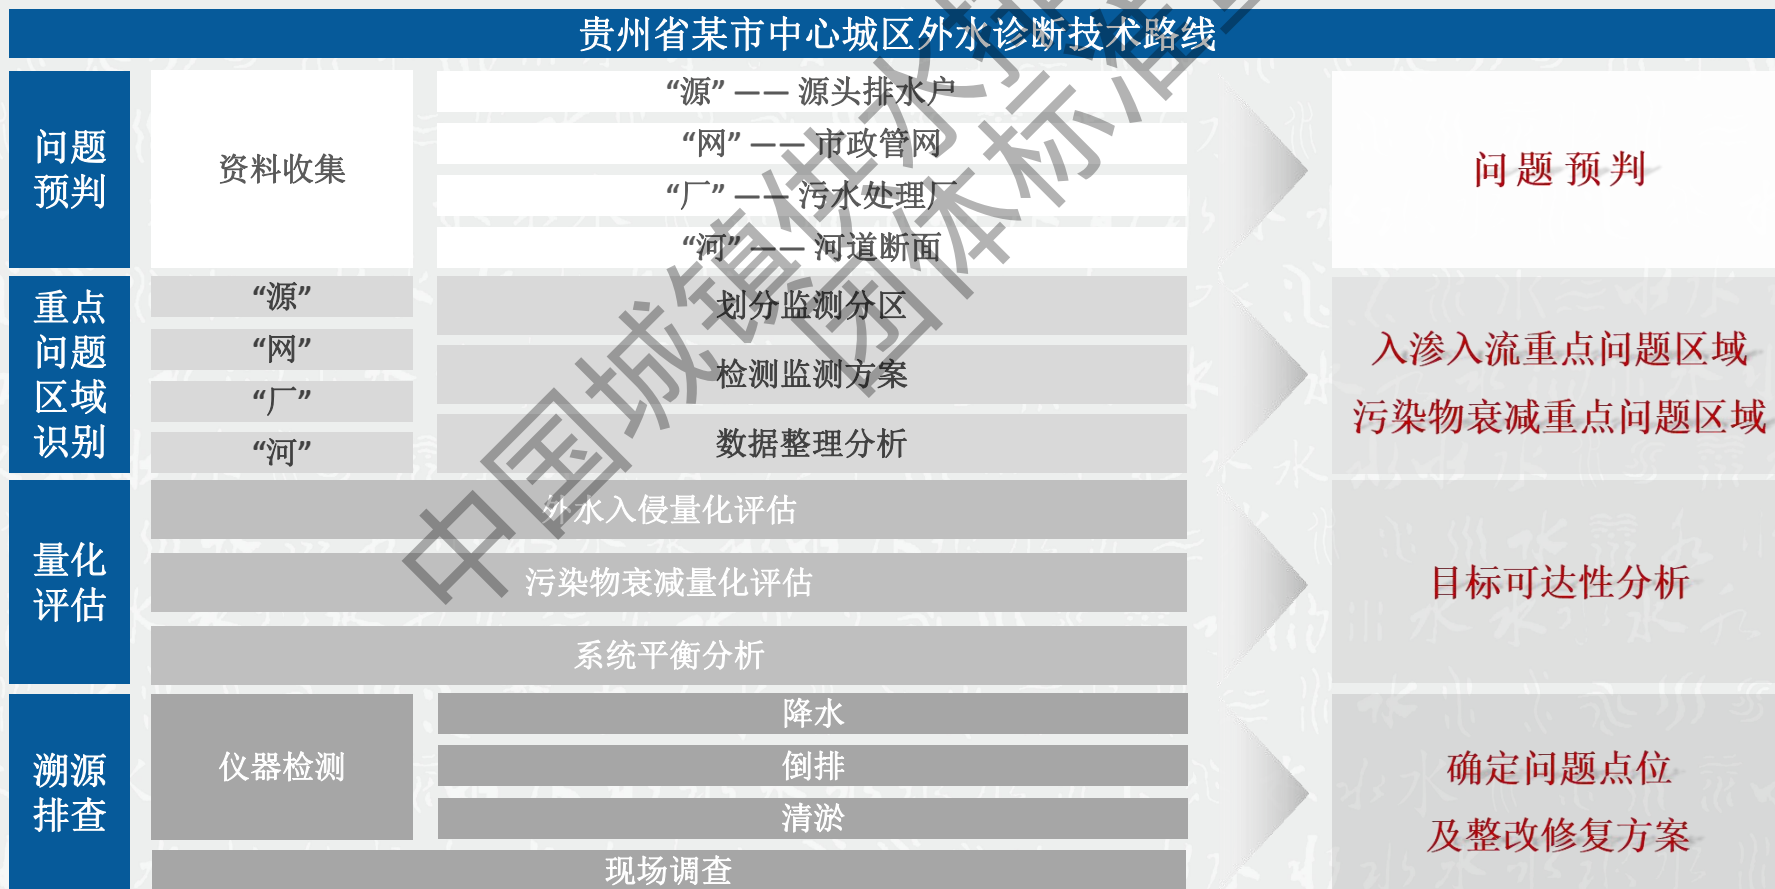 贵州省某市中心城区外水诊断技术路线
问题
预判
资料收集
“源” —— 源头排水户
“网” —— 市政管网
“厂” —— 污水处理厂
“河” —— 河道断面
问题预判
重点
问题
区域
识别
“源”
“网”
“厂”
“河”
划分监测分区
检测监测方案
数据整理分析
入渗入流重点问题区域
污染物衰减重点问题区域
量化
评估
外水入侵量化评估
污染物衰减量化评估
系统平衡分析
目标可达性分析
溯源
排查
仪器检测
降水
倒排
清淤
现场调查
确定问题点位
及整改修复方案
中国城镇供水排
团体标准